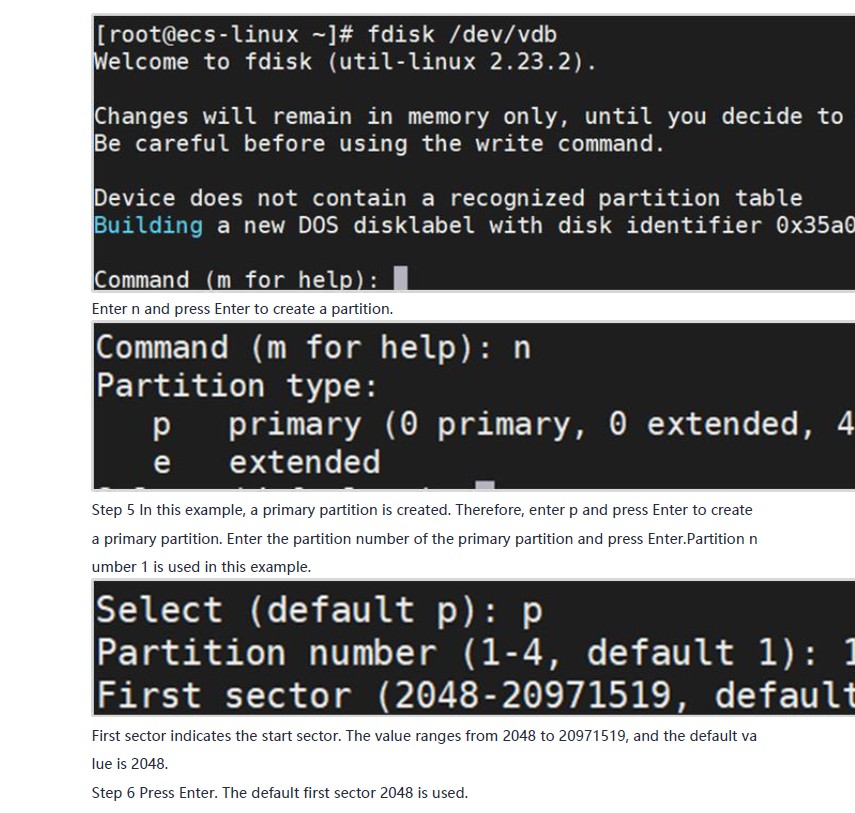 [root@ecs-linux ~]# fdisk /dev/vdb
Welcome to fdisk (util-linux 2.23.2).
Changes will remain in memory only, until you decide to
Be careful before using the write command.
Device does not contain a recognized partition table
Building a new DOS disklabel with disk identifier 0x35a0
Command (m for help):
Enter n and press Enter to create a partition.
Command (m for help): n
Partition type:
p primary (0 primary, 0 extended, 4
e extended
Step 5 In this example, a primary partition is created. Therefore, enter p and press Enter to create
a primary partition. Enter the partition number of the primary partition and press Enter.Partition n
umber 1 is used in this example.
Select (default p): p
Partition number (1-4, default 1): 1
First sector (2048-20971519, default
First sector indicates the start sector. The value ranges from 2048 to 20971519, and the default va
lue is 2048.
Step 6 Press Enter. The default first sector 2048 is used.